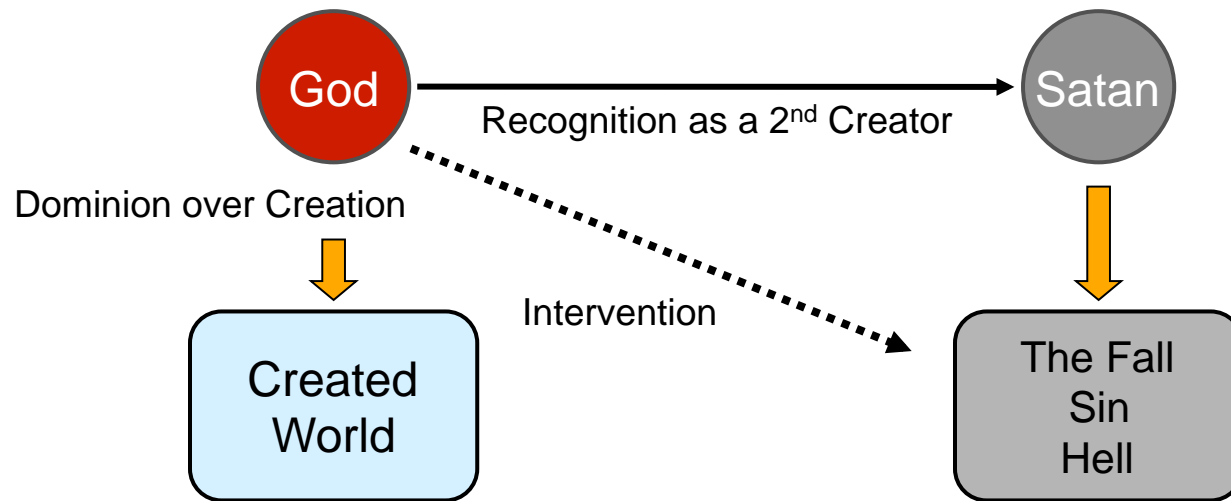 God
Satan
Recognition as a 2nd Creator
Dominion over Creation
Intervention
Created
World
The Fall
Sin
Hell